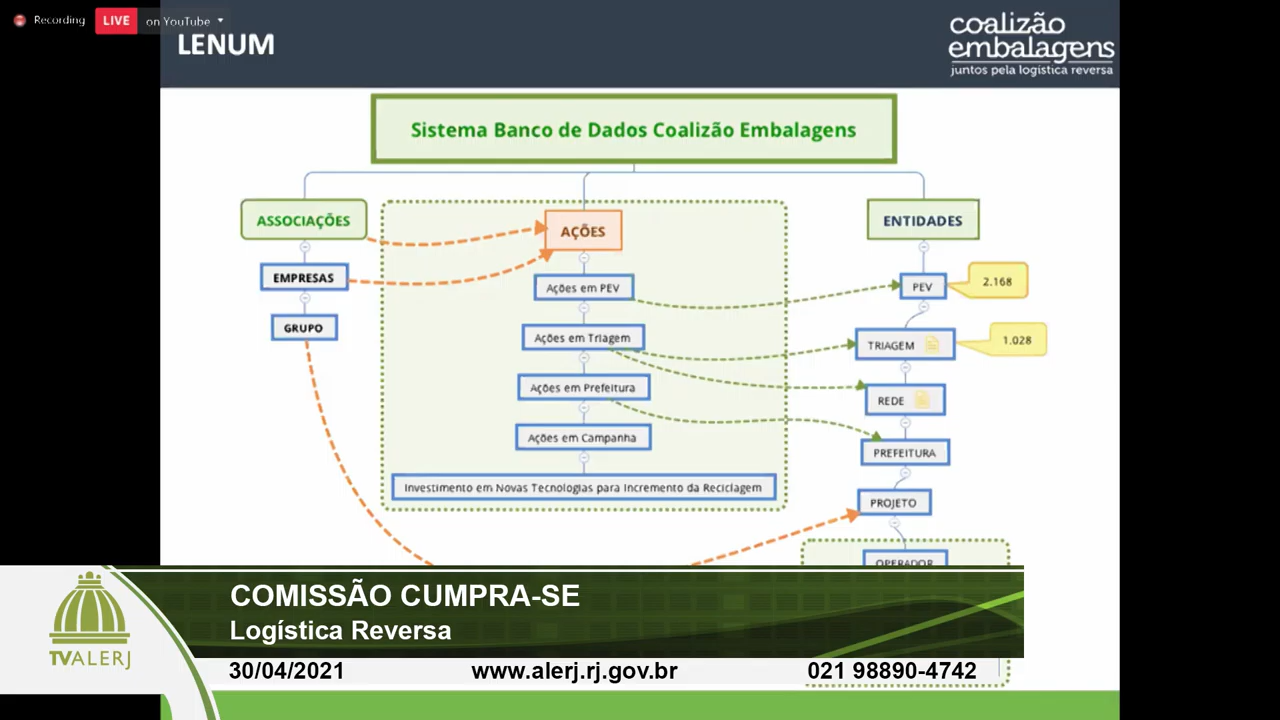 Recording LIVE on YouTube
LENUM
coalizão
embalagens
juntos pela logística reversa
Sistema Banco de Dados Coalizão Embalagens
ASSOCIAÇÕES
EMPRESAS
GRUPO
AÇÕES
Ações em PEV
Ações em Triagem
Ações em Prefeitura
Ações em Campanha
Investimento em Novas Tecnologias para Incremento da Reciclagem
ENTIDADES
PEV
2.168
TRIAGEM
1.028
REDE
PREFEITURA
PROJETO
OPERADOR
COMISSÃO CUMPRA-SE
Logística Reversa
TVALERJ
30/04/2021 www.alerj.rj.gov.br 021 98890-4742